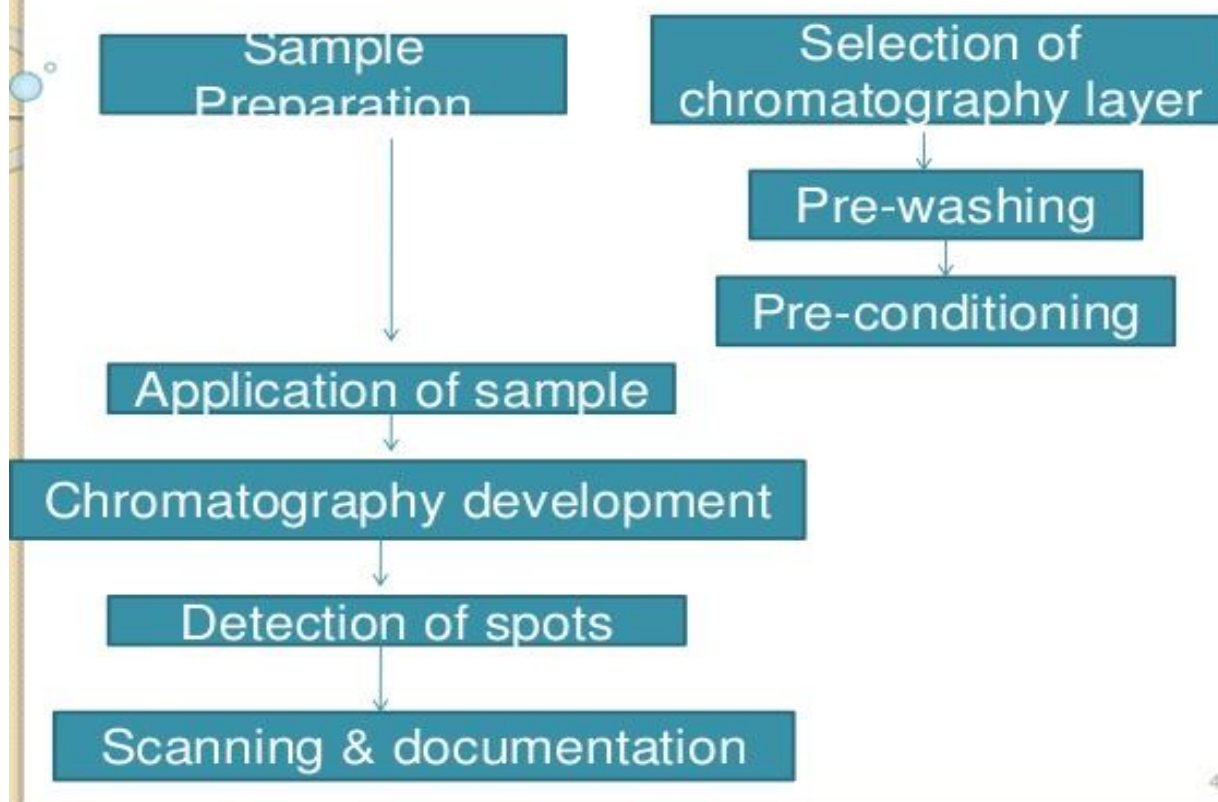 Sample
Preparation
Selection of
chromatography layer
Pre-washing
Pre-conditioning
Application of sample
Chromatography development
Detection of spots
Scanning & documentation
4